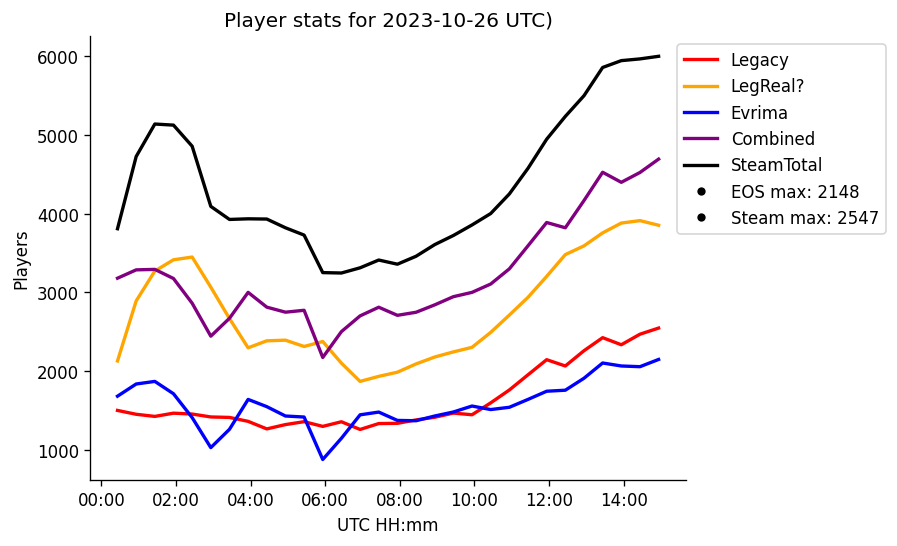 Player stats for 2023-10-26 UTC)
6000
5000
4000
3000
2000
1000
Players
00:00 02:00 04:00 06:00 08:00 10:00 12:00 14:00
UTC HH:mm
Legacy
LegReal?
Evrima
Combined
SteamTotal
EOS max: 2148
Steam max: 2547